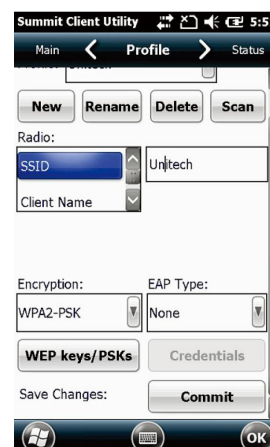 Summit Client Utility 5:5
Main Profile Status
New Rename Delete Scan
Radio:
SSID Unitech
Client Name
Encryption: EAP Type:
WPA2-PSK None
WEP keys/PSKs Credentials
Save Changes: Commit
OK